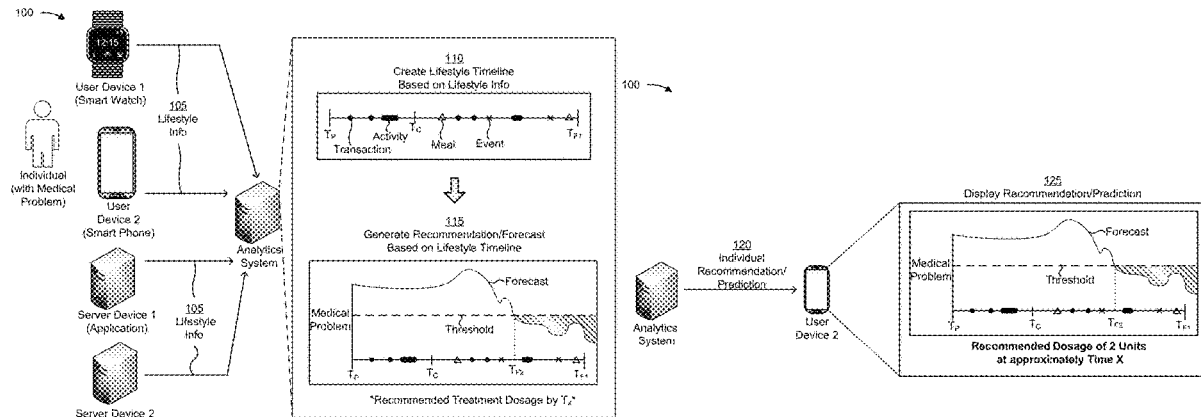 100
12:15
User Device 1
(Smart Watch)
105
Lifestyle
Info
Individual
(with Medical
Problem)
User
Device 2
(Smart Phone)
Analytics
System
Server Device 1
(Application)
105
Lifestyle
Info
Server Device 2
110
Create Lifestyle Timeline
Based on Lifestyle Info
Activity
Transaction
Meal
Event
115
Generate Recommendation/Forecast
Based on Lifestyle Timeline
Forecast
Medical
Problem
Threshold
"Recommended Treatment Dosage by
100
Analytics
System
120
Individual
Recommendation/
Prediction
User
Device 2
125
Display Recommendation/Prediction
Forecast
Medical
Problem
Threshold
Recommended Dosage of 2 Units
at approximately Time X